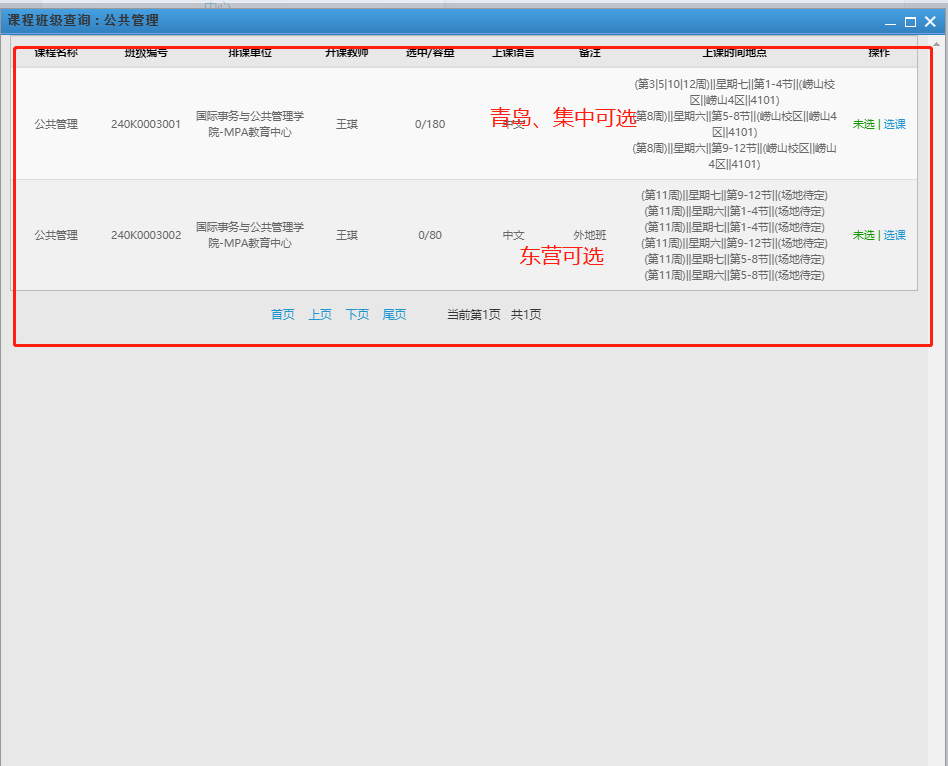 课程班级查询：公共管理
课程名称 班级编号 排课单位 开课教师 选中/容量 上课语言 备注 上课时间地点 操作
(第3|5|10|12周)||星期七||第1-4节||(崂山校
区||崂山4区||4101)
公共管理 240K0003001 国际事务与公共管理学
院-MPA教育中心 王琪 0/180 中文
青岛、集中可选
第8周)||星期六||第5-8节||(崂山校区||崂山4
区||4101)
(第8周)||星期六||第9-12节||(崂山校区||崂山
4区||4101)
未选 | 选课
公共管理 240K0003002 国际事务与公共管理学
院-MPA教育中心 王琪 0/80 中文 外地班
东营可选
(第11周)||星期七||第9-12节||(场地待定)
(第11周)||星期六||第1-4节||(场地待定)
(第11周)||星期七||第1-4节||(场地待定)
(第11周)||星期六||第9-12节||(场地待定)
(第11周)||星期七||第5-8节||(场地待定)
(第11周)||星期六||第5-8节||(场地待定)
未选 | 选课
首页 上页 下页 尾页 当前第1页 共1页